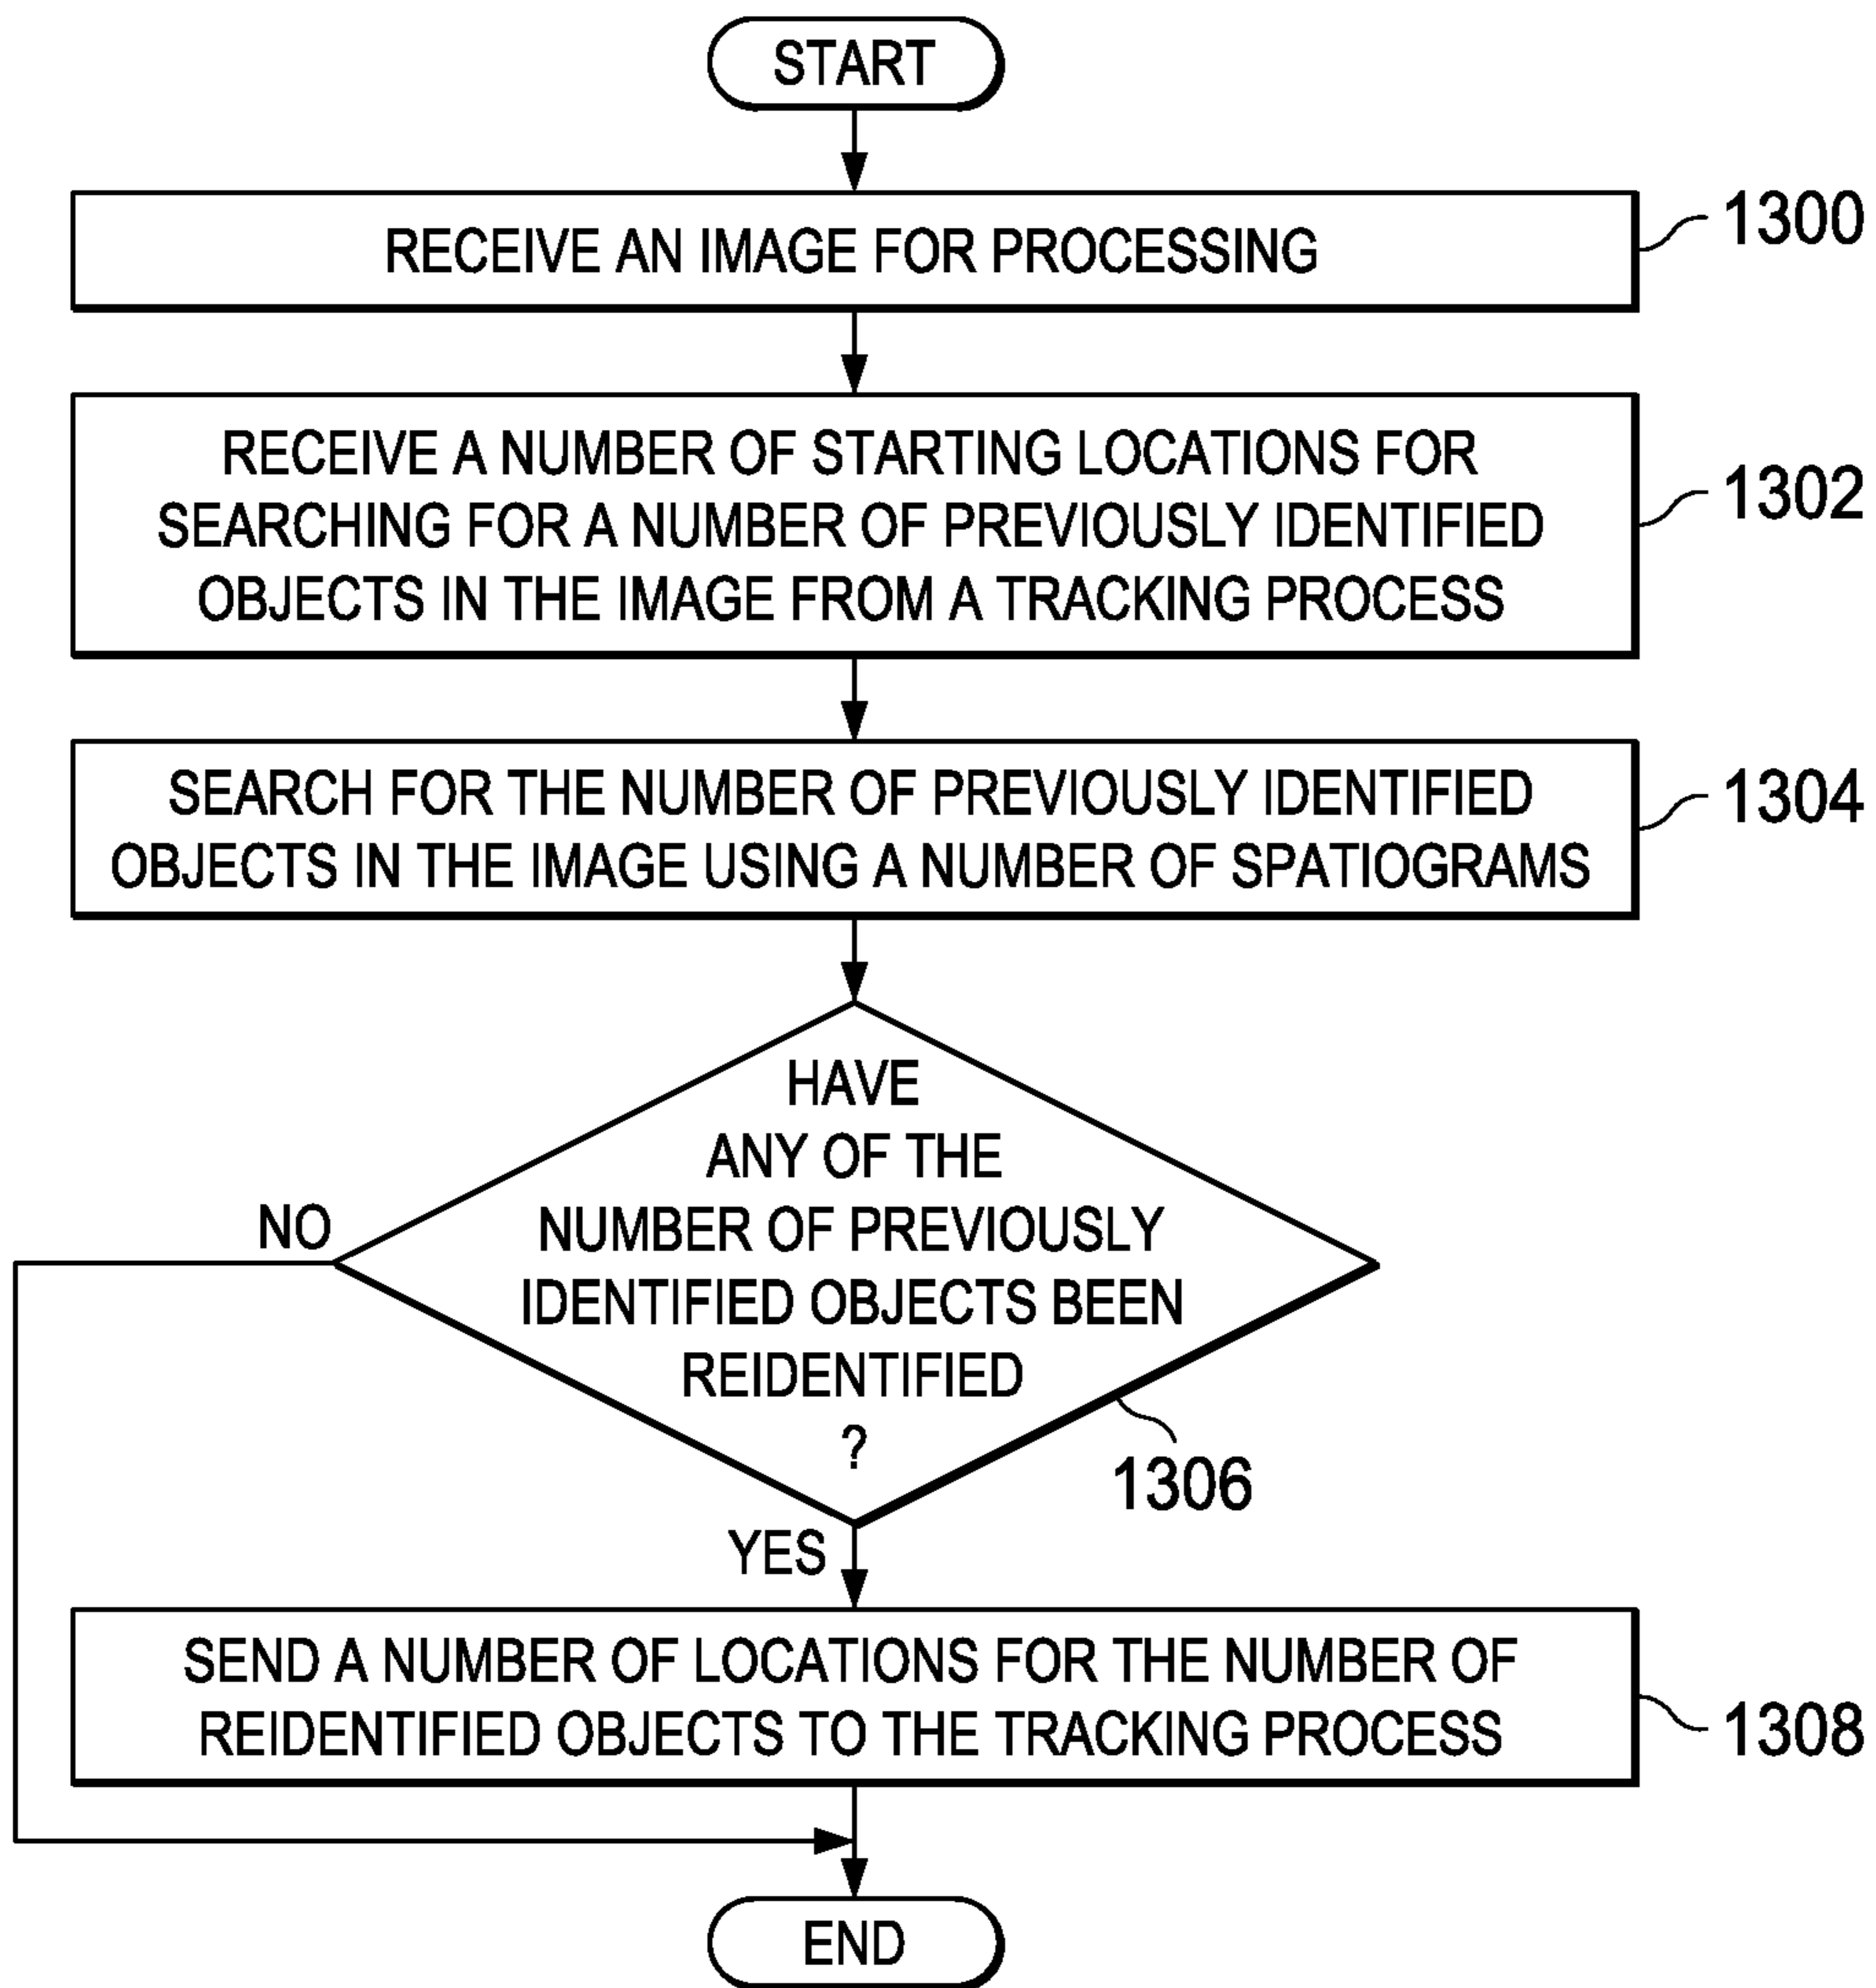 START
RECEIVE AN IMAGE FOR PROCESSING
1300
RECEIVE A NUMBER OF STARTING LOCATIONS FOR
SEARCHING FOR A NUMBER OF PREVIOUSLY IDENTIFIED
OBJECTS IN THE IMAGE FROM A TRACKING PROCESS
1302
SEARCH FOR THE NUMBER OF PREVIOUSLY IDENTIFIED
OBJECTS IN THE IMAGE USING A NUMBER OF SPATIOGRAMS
1304
HAVE
ANY OF THE
NUMBER OF PREVIOUSLY
IDENTIFIED OBJECTS BEEN
REIDENTIFIED
?
1306
NO
YES
SEND A NUMBER OF LOCATIONS FOR THE NUMBER OF
REIDENTIFIED OBJECTS TO THE TRACKING PROCESS
1308
END